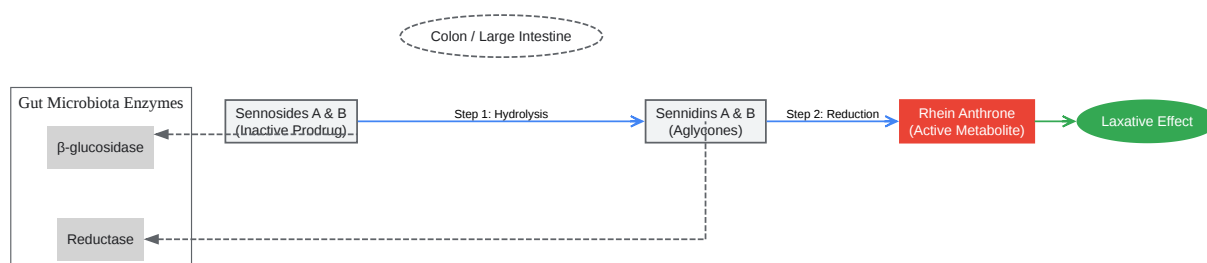 Colon / Large Intestine
Gut Microbiota Enzymes
β-glucosidase
Reductase
Sennosides A & B
(Inactive Prodrug)
Step 1: Hydrolysis
Sennidins A & B
(Aglycones)
Step 2: Reduction
Rhein Anthrone
(Active Metabolite)
Laxative Effect